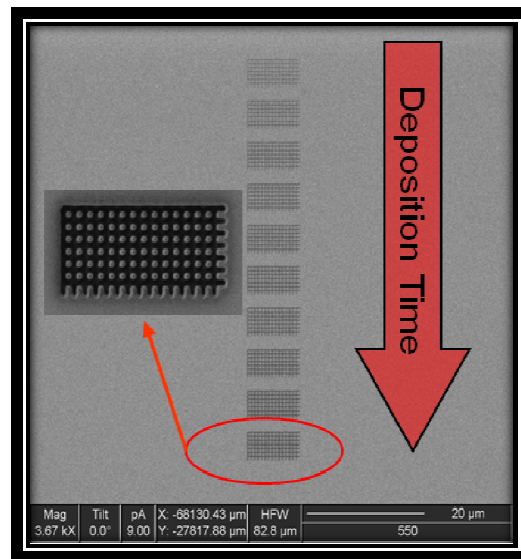 Deposition Time
Mag Tilt pA X: -68130.43 µm HFW 20 µm
3.67 kX 0.0° 9.00 Y: -27817.88 µm 82.8 µm 550